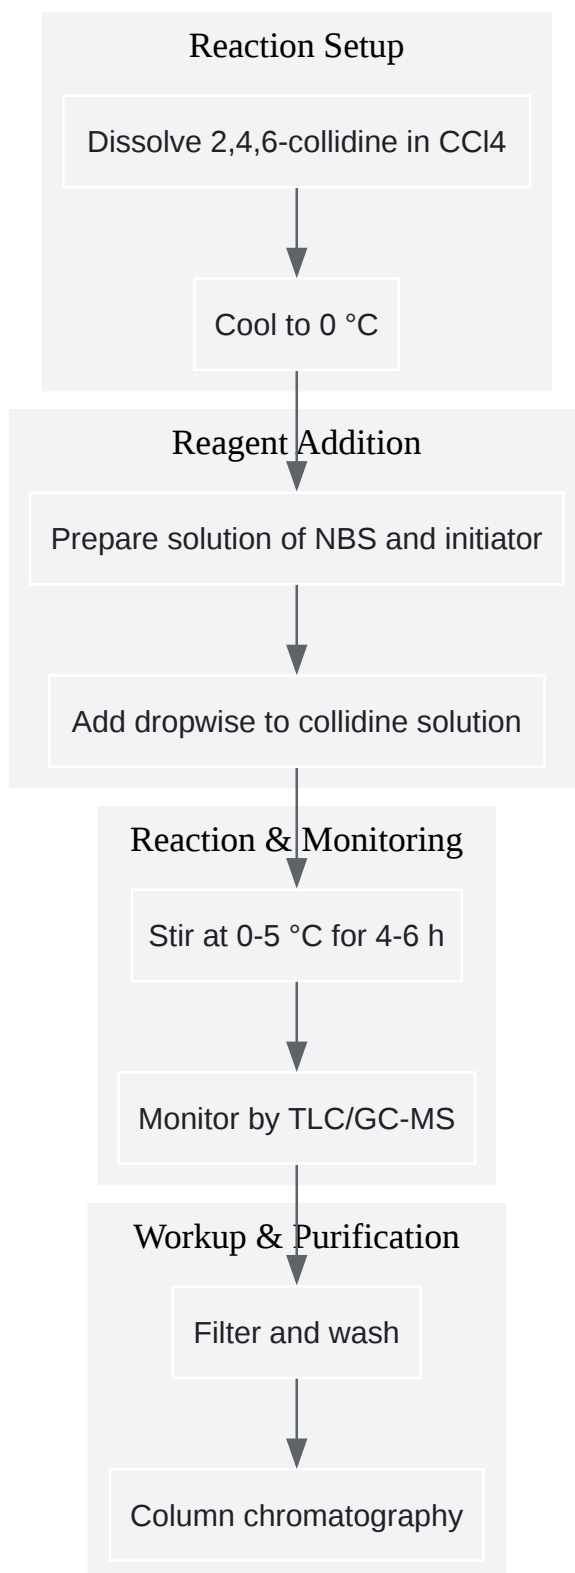 Reaction Setup
Dissolve 2,4,6-collidine in CCl4
Cool to 0 °C
Reagent Addition
Prepare solution of NBS and initiator
Add dropwise to collidine solution
Reaction & Monitoring
Stir at 0-5 °C for 4-6 h
Monitor by TLC/GC-MS
Workup & Purification
Filter and wash
Column chromatography